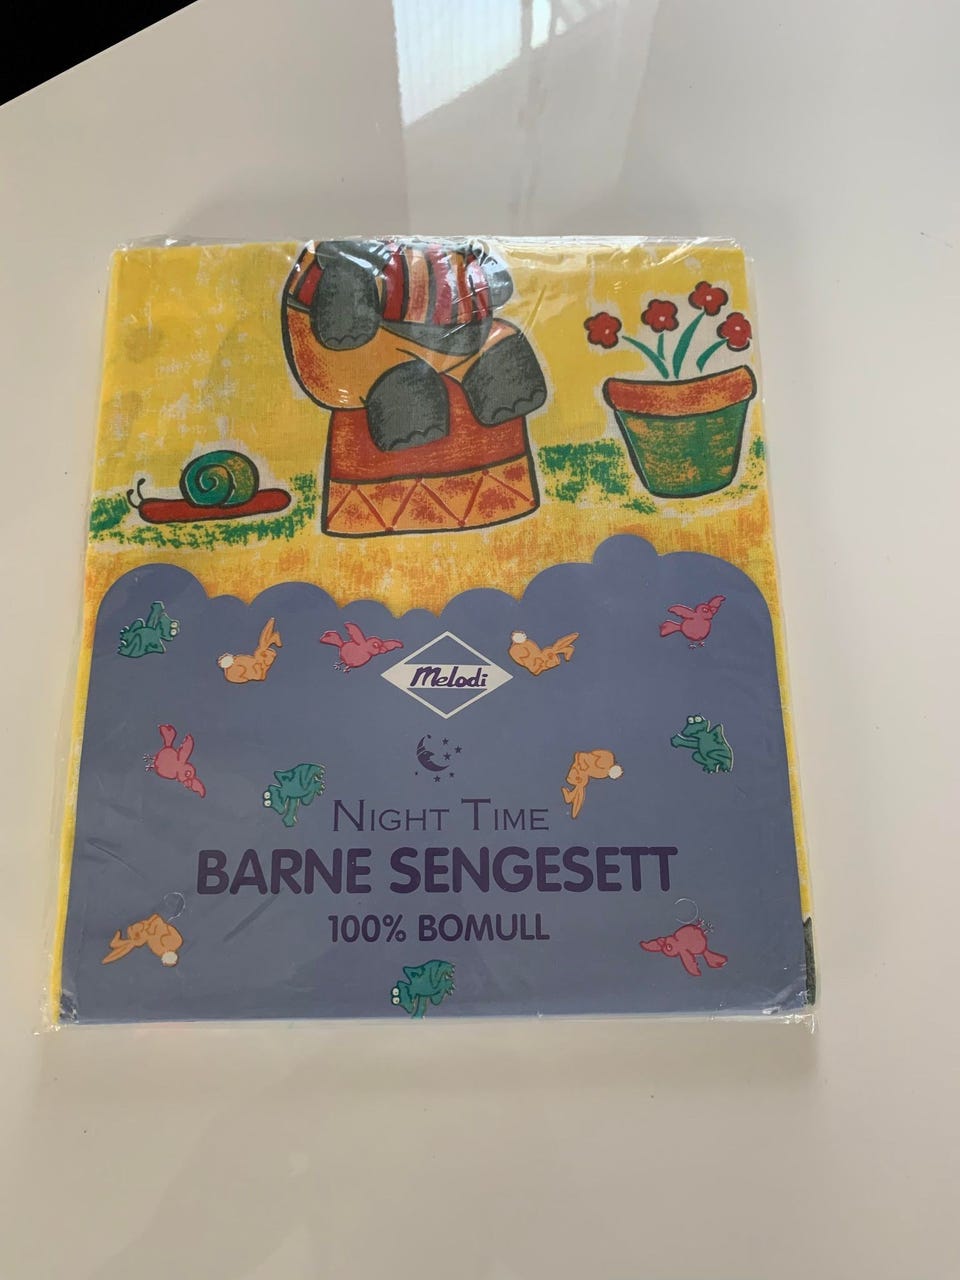 Melodi
NIGHT TIME
BARNE SENGESETT
100% BOMULL